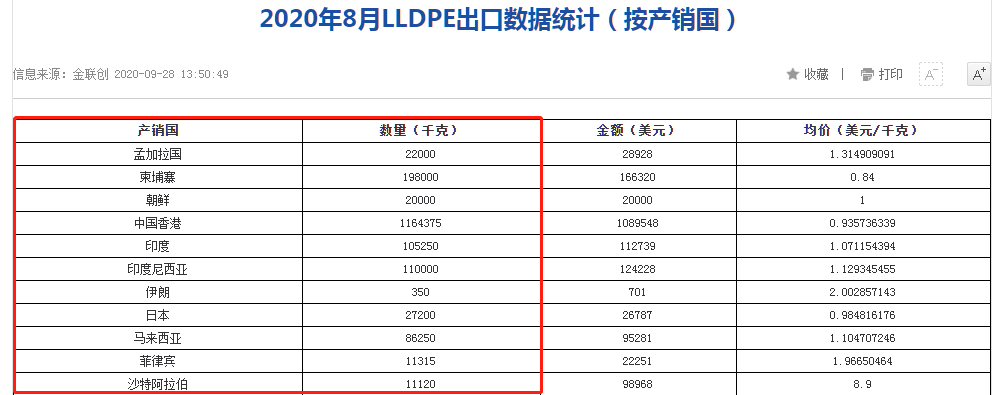 2020年8月LLDPE出口数据统计（按产销国）
信息来源：金联创 2020-09-28 13:50:49 收藏 | 打印 A- A+
产销国 数量（千克） 金额（美元） 均价（美元/千克）
孟加拉国 22000 28928 1.314909091
柬埔寨 198000 166320 0.84
朝鲜 20000 20000 1
中国香港 1164375 1089548 0.935736339
印度 105250 112739 1.071154394
印度尼西亚 110000 124228 1.129345455
伊朗 350 701 2.002857143
日本 27200 26787 0.984816176
马来西亚 86250 95281 1.104707246
菲律宾 11315 22251 1.96650464
沙特阿拉伯 11120 98968 8.9